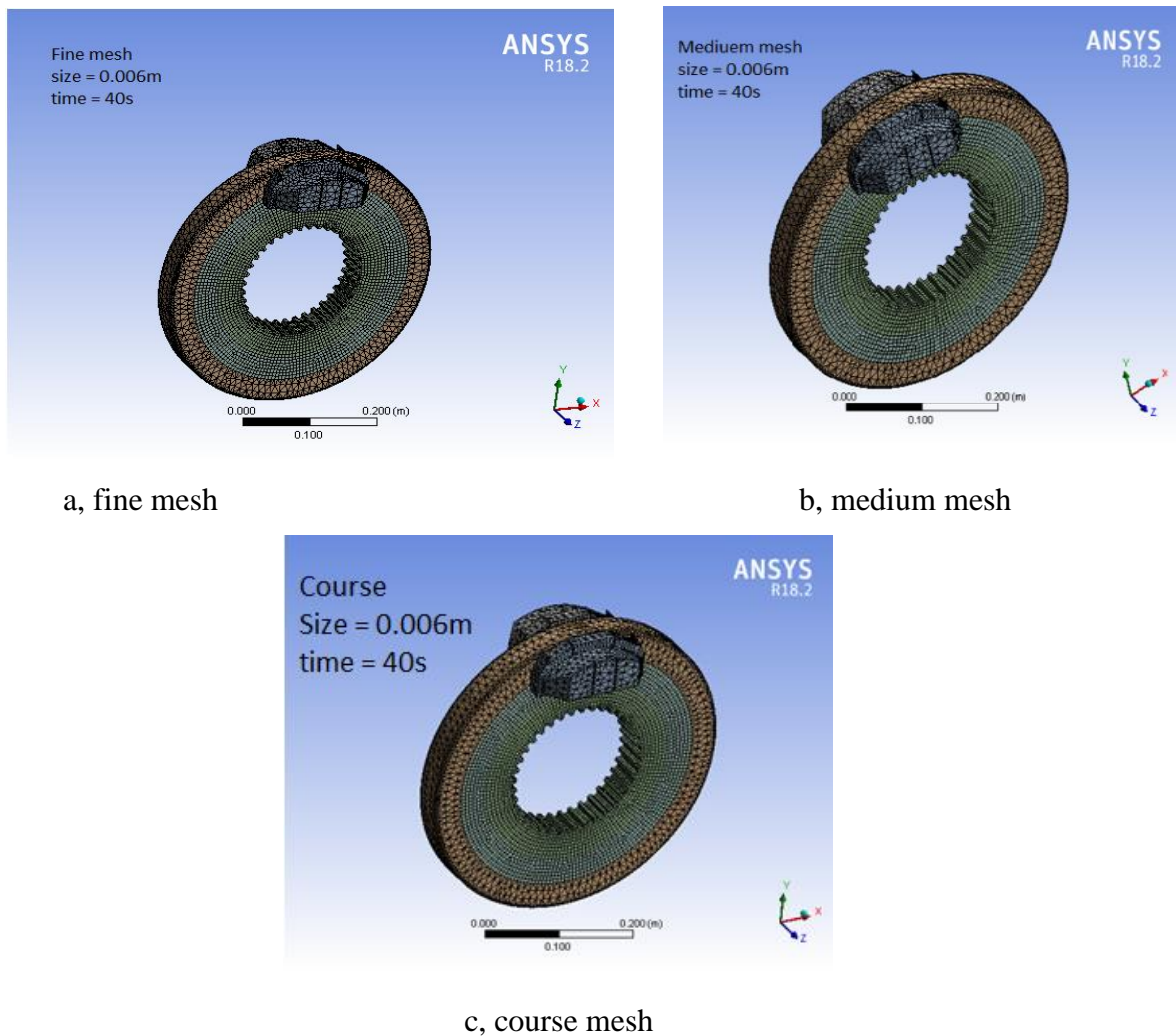 Fine mesh
size = 0.006m
time = 40s
ANSYS
R18.2
0.000
0.200 (m)
0.100
Y
X
Z
Mediuem mesh
size = 0.006m
time = 40s
ANSYS
R18.2
0.000
0.200 (m)
0.100
Y
X
Z
a, fine mesh
b, medium mesh
Course
Size = 0.006m
time = 40s
ANSYS
R18.2
0.000
0.200 (m)
0.100
Y
X
Z
c, course mesh